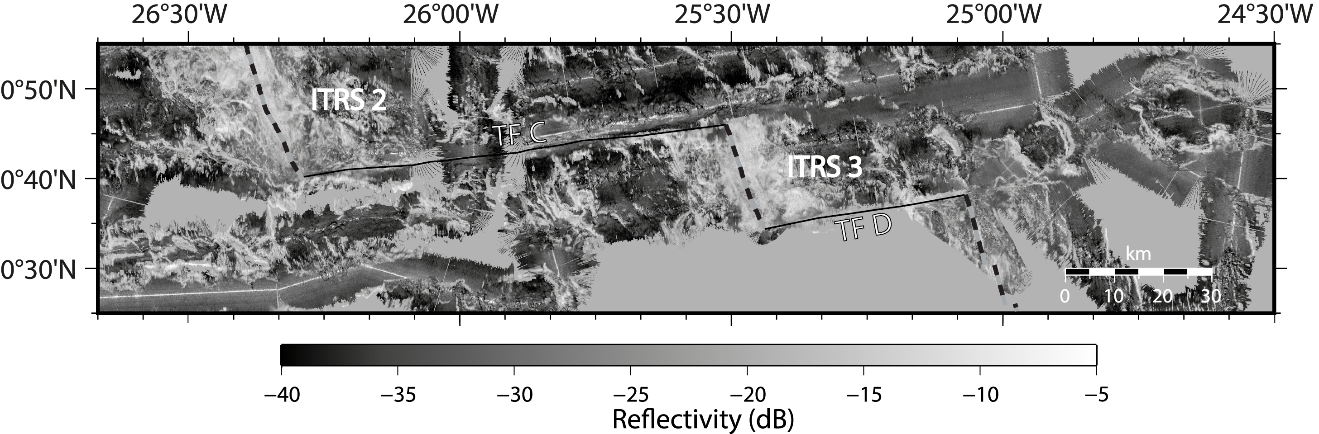 26°30'W 26°00'W 25°30'W 25°00'W 24°30'W
0°50'N
0°40'N
0°30'N
ITRS 2
TF C
ITRS 3
TF D
km
0 10 20 30
−40 −35 −30 −25 −20 −15 −10 −5
Reflectivity (dB)